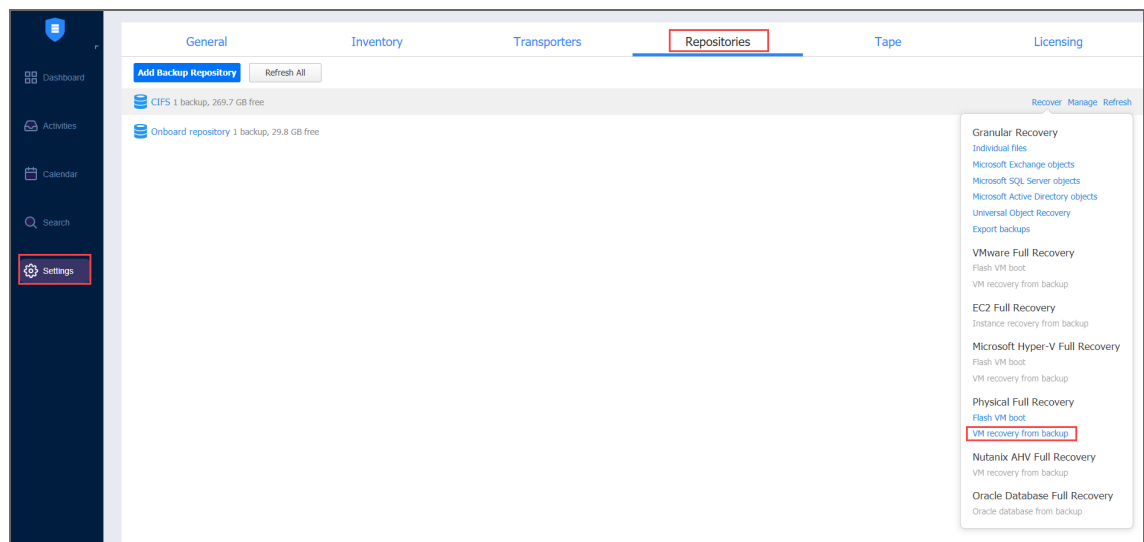 General Inventory Transporters Repositories Tape Licensing
Dashboard
Add Backup Repository Refresh All
CIFS 1 backup, 269.7 GB free Recover Manage Refresh
Activities
Onboard repository 1 backup, 29.8 GB free
Calendar
Search
Settings
Granular Recovery
Individual files
Microsoft Exchange objects
Microsoft SQL Server objects
Microsoft Active Directory objects
Universal Object Recovery
Export backups
VMware Full Recovery
Flash VM boot
VM recovery from backup
EC2 Full Recovery
Instance recovery from backup
Microsoft Hyper-V Full Recovery
Flash VM boot
VM recovery from backup
Physical Full Recovery
Flash VM boot
VM recovery from backup
Nutanix AHV Full Recovery
VM recovery from backup
Oracle Database Full Recovery
Oracle database from backup